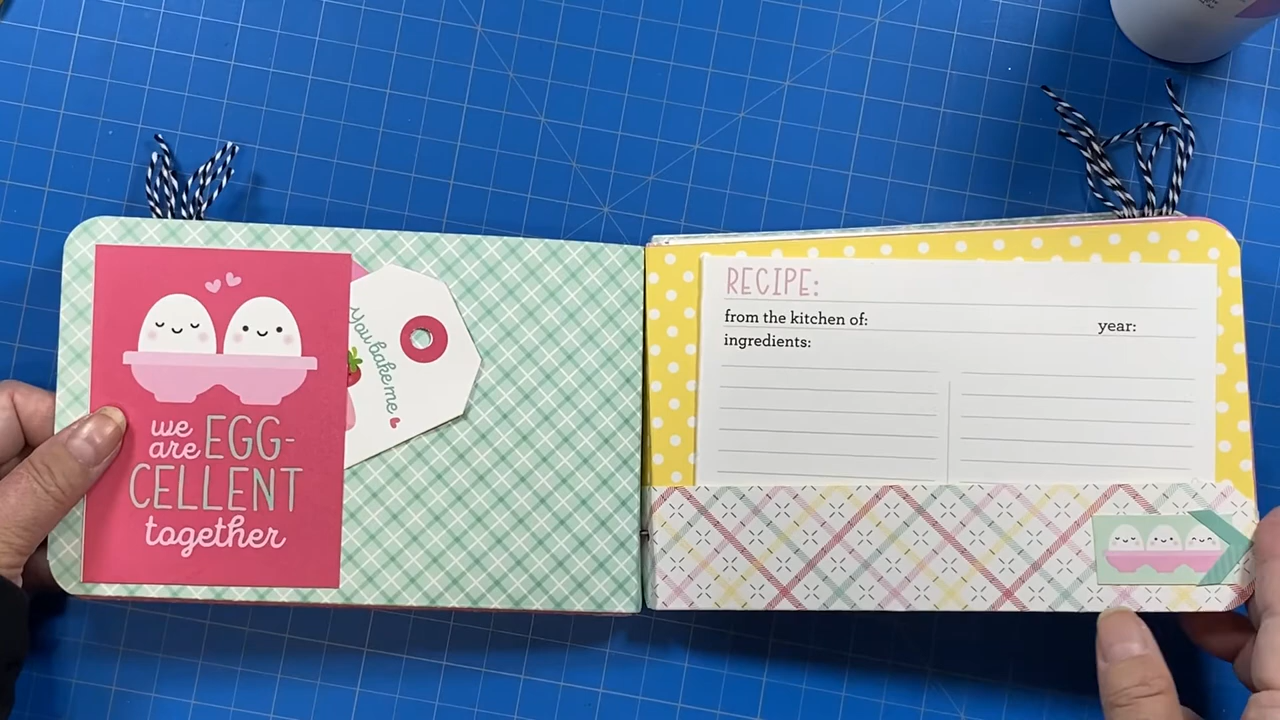 we
are EGG-
CELLENT
together
You bake me
RECIPE:
from the kitchen of:
year:
ingredients: